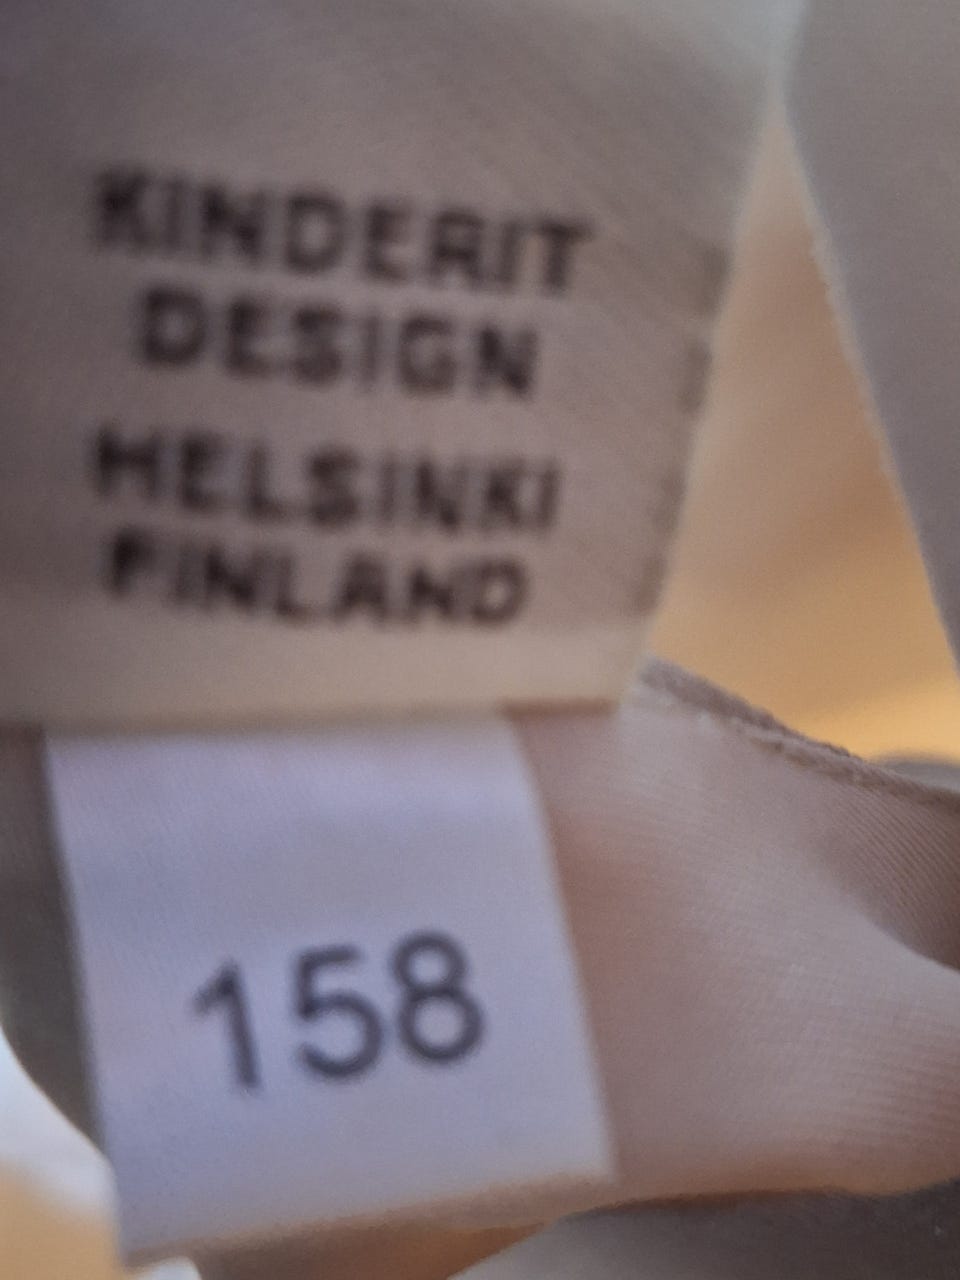 KINDERIT
DESIGN
HELSINKI
FINLAND
158